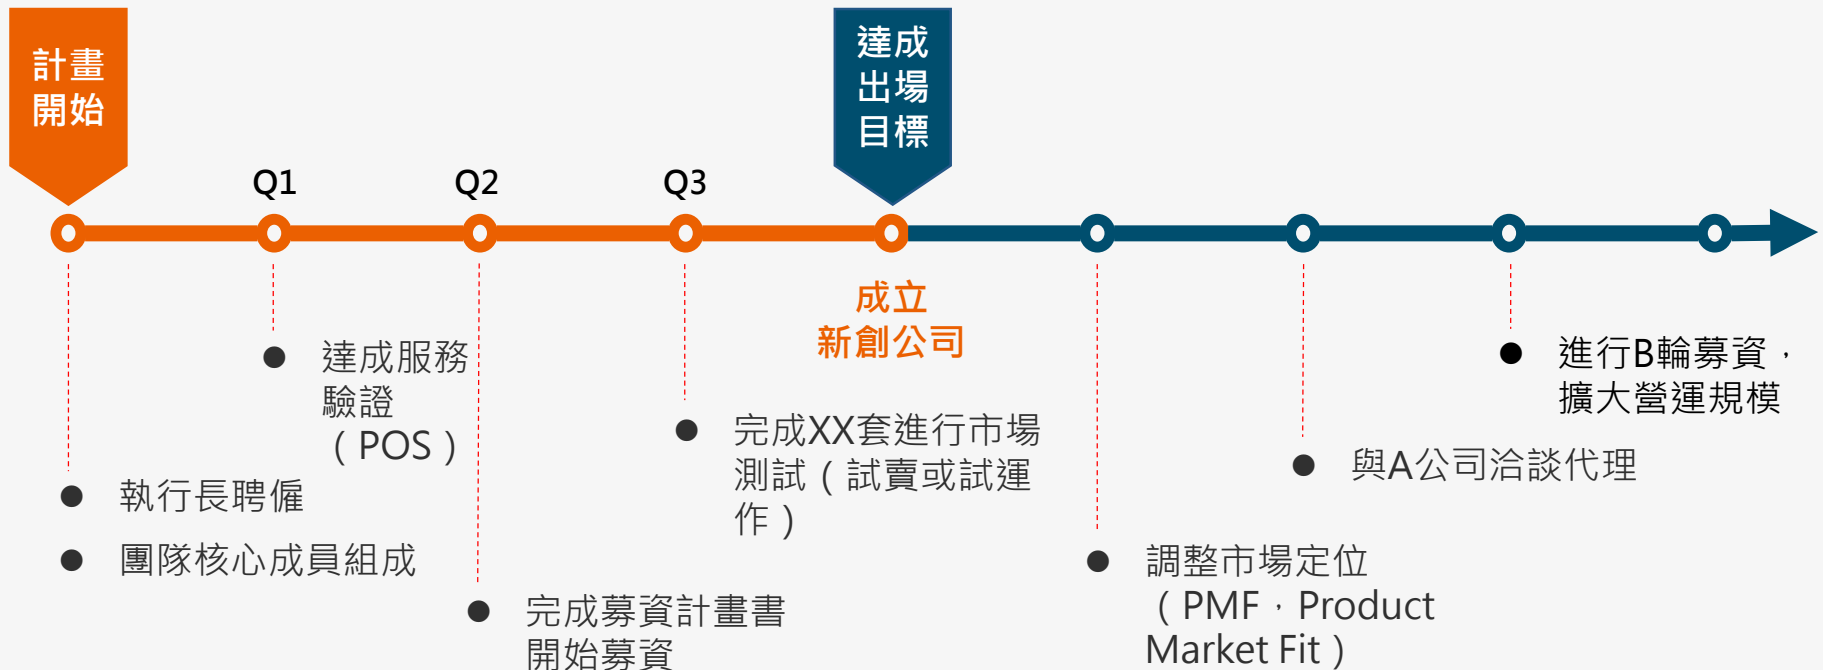 計畫
開始
達成
出場
目標
Q1
Q2
Q3
成立
新創公司
● 達成服務
驗證
（POS）
● 執行長聘僱
● 團隊核心成員組成
● 完成募資計畫書
開始募資
● 完成XX套進行市場
測試（試賣或試運
作）
● 調整市場定位
（PMF，Product
Market Fit）
● 與A公司洽談代理
● 進行B輪募資，
擴大營運規模